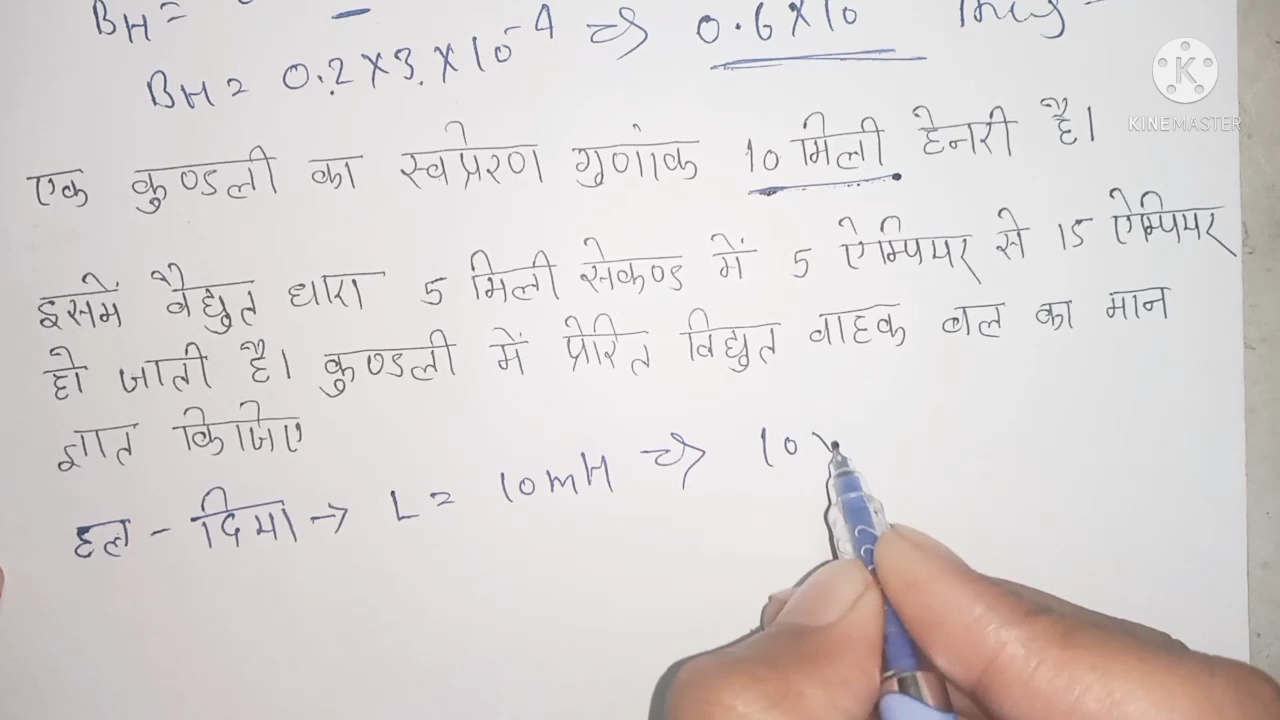 BH =
BH = 0.2 × 3 × 10⁻⁴ ⇒ 0.6 × 10
KINEMASTER
एक कुण्डली का स्वप्रेरण गुणांक 10 मिली हेनरी है।
इसमें वैद्युत धारा 5 मिली सेकण्ड में 5 ऐम्पियर से 15 ऐम्पियर
हो जाती है। कुण्डली में प्रेरित विद्युत वाहक बल का मान
ज्ञात किजिए
हल - दिया → L = 10mH ⇒ 10